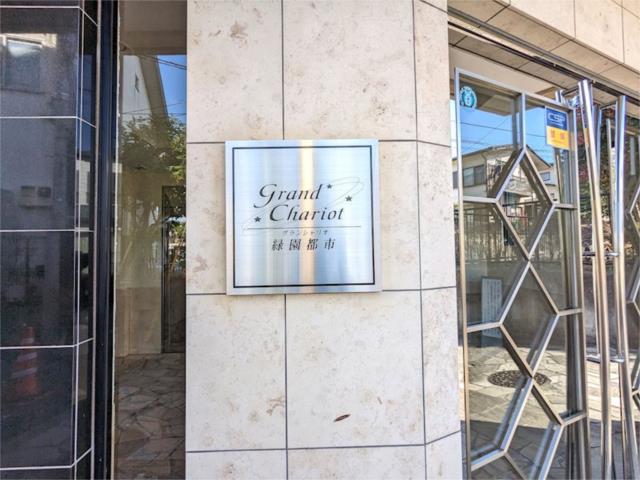 Grand
Chariot
グランシャリオ
緑園都市